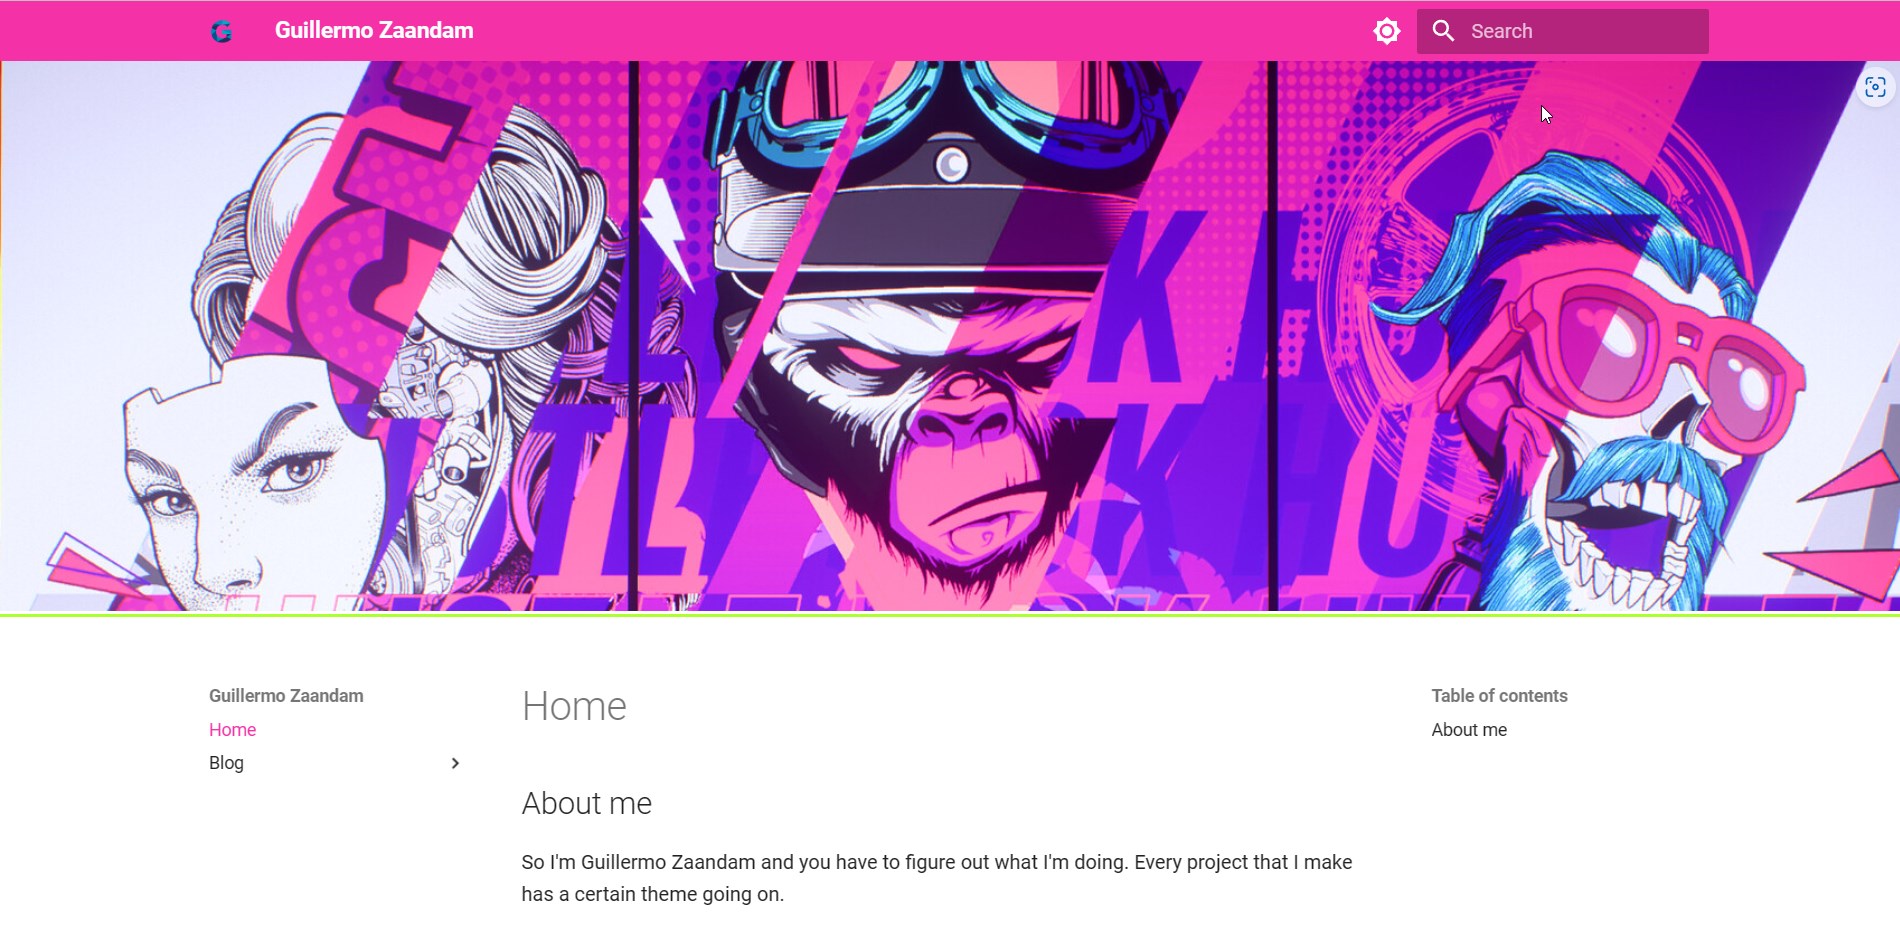 G Guillermo Zaandam
Search
Guillermo Zaandam
Home
Blog
Home
About me
So I'm Guillermo Zaandam and you have to figure out what I'm doing. Every project that I make
has a certain theme going on.
Table of contents
About me